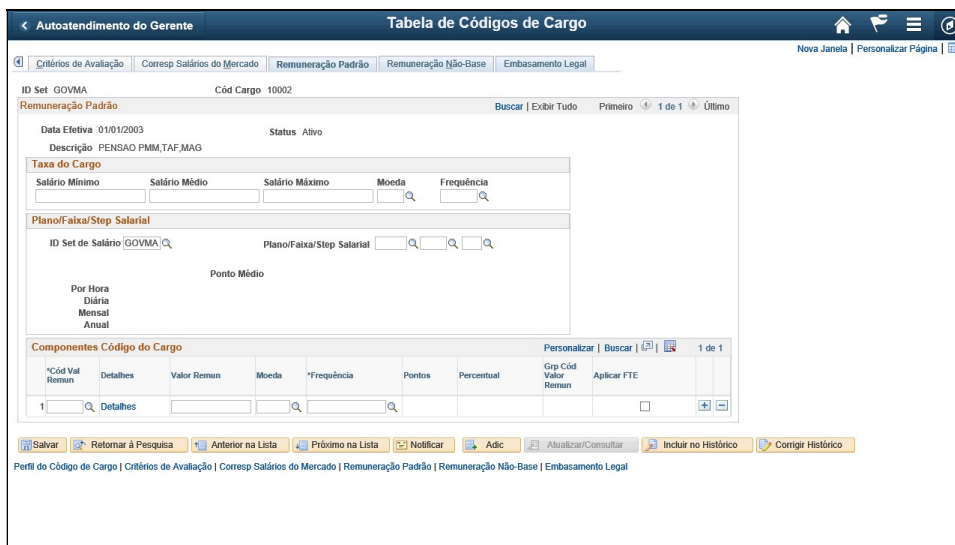 Autoatendimento do Gerente Tabela de Códigos de Cargo
Nova Janela | Personalizar Página |
Critérios de Avaliação Corresp Salários do Mercado Remuneração Padrão Remuneração Não-Base Embasamento Legal
ID Set GOVMA Cód Cargo 10002
Remuneração Padrão Buscar | Exibir Tudo Primeiro 1 de 1 Último
Data Efetiva 01/01/2003 Status Ativo
Descrição PENSAO PMM,TAF,MAG
Taxa do Cargo
Salário Mínimo Salário Médio Salário Máximo Moeda Frequência
Plano/Faixa/Step Salarial
ID Set de Salário GOVMA Plano/Faixa/Step Salarial
Ponto Médio
Por Hora
Diária
Mensal
Anual
Componentes Código do Cargo Personalizar | Buscar | | 1 de 1
*Cód Val Remun Detalhes Valor Remun Moeda *Frequência Pontos Percentual Grp Cód Valor Remun Aplicar FTE
1 Detalhes
Salvar Retornar à Pesquisa Anterior na Lista Próximo na Lista Notificar Adic Atualizar/Consultar Incluir no Histórico Corrigir Histórico
Perfil do Código de Cargo | Critérios de Avaliação | Corresp Salários do Mercado | Remuneração Padrão | Remuneração Não-Base | Embasamento Legal